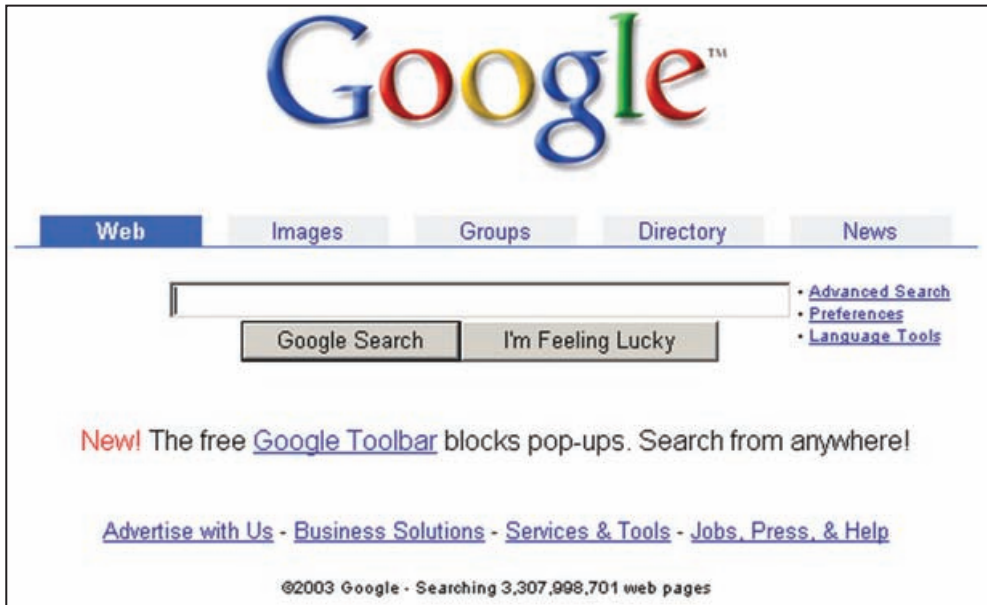 Google™
Web Images Groups Directory News
• Advanced Search
• Preferences
• Language Tools
Google Search I'm Feeling Lucky
New! The free Google Toolbar blocks pop-ups. Search from anywhere!
Advertise with Us - Business Solutions - Services & Tools - Jobs, Press, & Help
©2003 Google - Searching 3,307,998,701 web pages